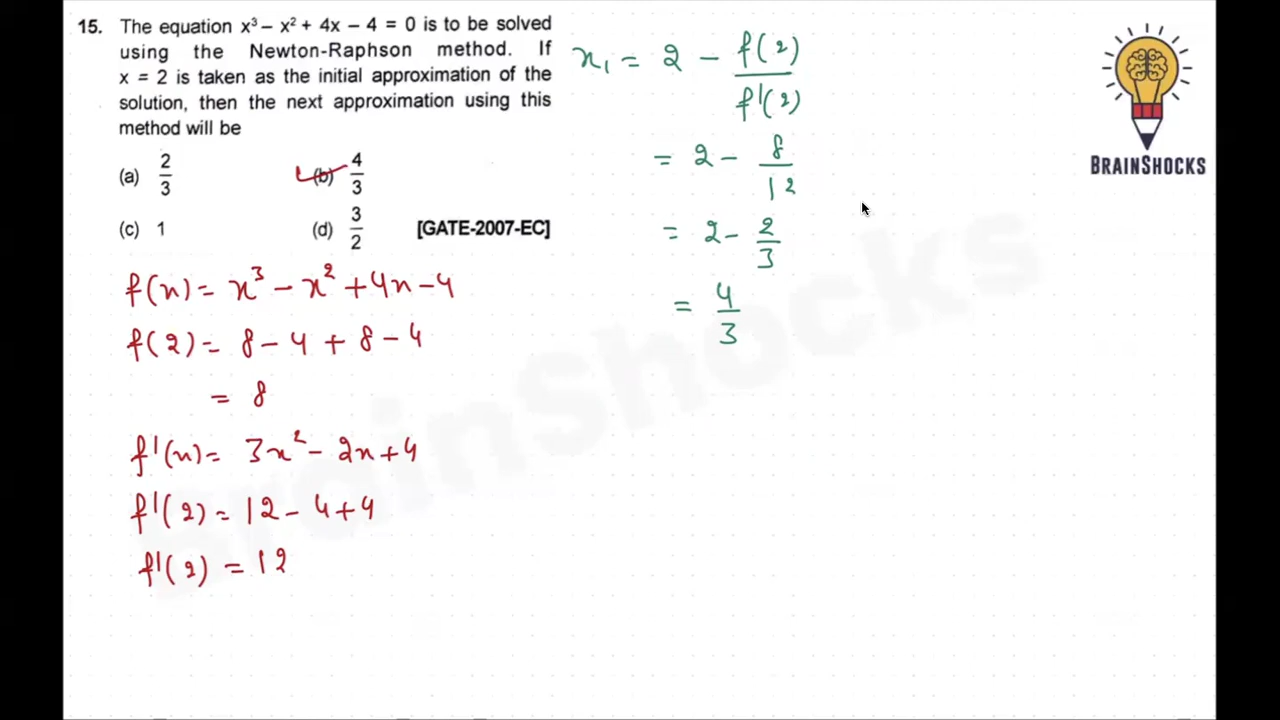 15. The equation x³ – x² + 4x – 4 = 0 is to be solved
using the Newton-Raphson method. If
x = 2 is taken as the initial approximation of the
solution, then the next approximation using this
method will be
(a) 2/3 (b) 4/3
(c) 1 (d) 3/2 [GATE-2007-EC]
f(x) = x³ – x² + 4x – 4
f(2) = 8 – 4 + 8 – 4
= 8
f'(x) = 3x² – 2x + 4
f'(2) = 12 – 4 + 4
f'(2) = 12
x₁ = 2 – f(2)/f'(2)
= 2 – 8/12
= 2 – 2/3
= 4/3
BRAINSHOCKS
BrainShocks